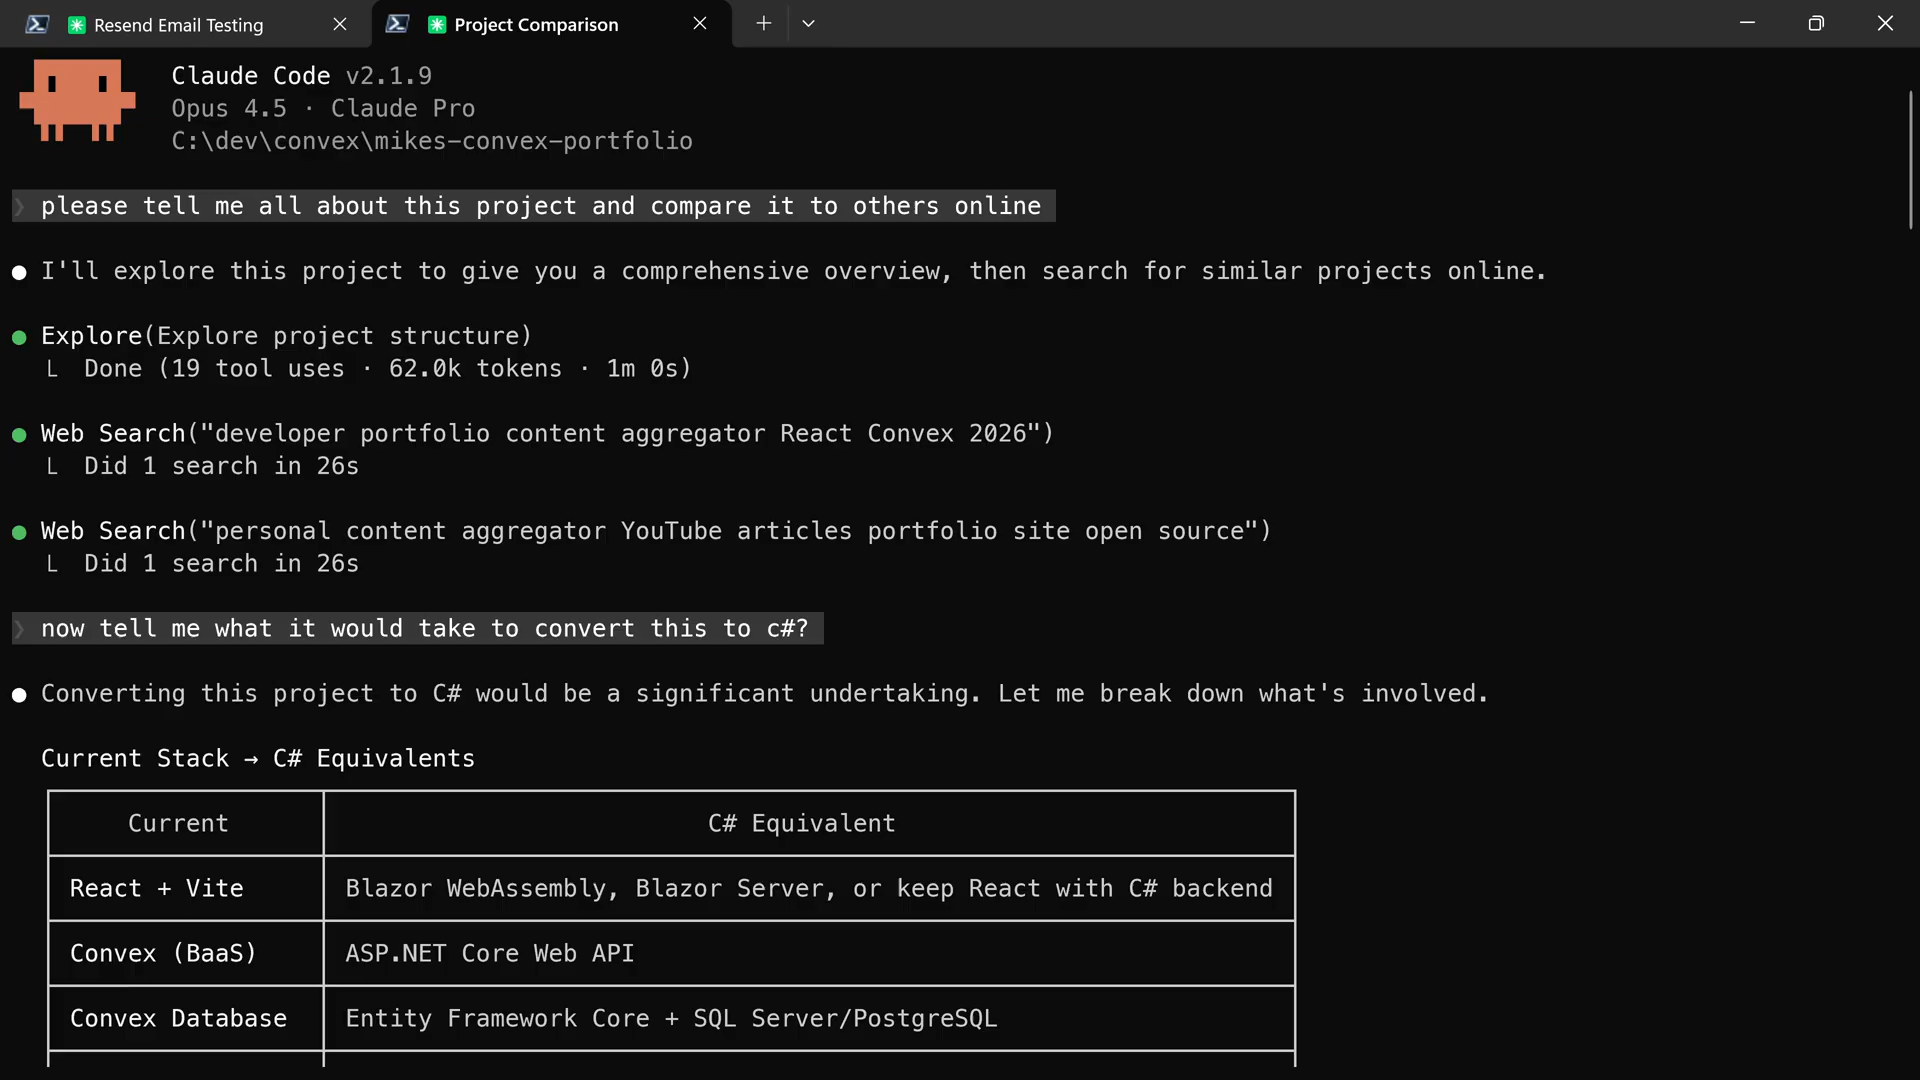 Resend Email Testing
Project Comparison
Claude Code v2.1.9
Opus 4.5 · Claude Pro
C:\dev\convex\mikes-convex-portfolio
❯ please tell me all about this project and compare it to others online
● I'll explore this project to give you a comprehensive overview, then search for similar projects online.
● Explore(Explore project structure)
└ Done (19 tool uses · 62.0k tokens · 1m 0s)
● Web Search("developer portfolio content aggregator React Convex 2026")
└ Did 1 search in 26s
● Web Search("personal content aggregator YouTube articles portfolio site open source")
└ Did 1 search in 26s
❯ now tell me what it would take to convert this to c#?
● Converting this project to C# would be a significant undertaking. Let me break down what's involved.
Current Stack → C# Equivalents
Current C# Equivalent
React + Vite Blazor WebAssembly, Blazor Server, or keep React with C# backend
Convex (BaaS) ASP.NET Core Web API
Convex Database Entity Framework Core + SQL Server/PostgreSQL